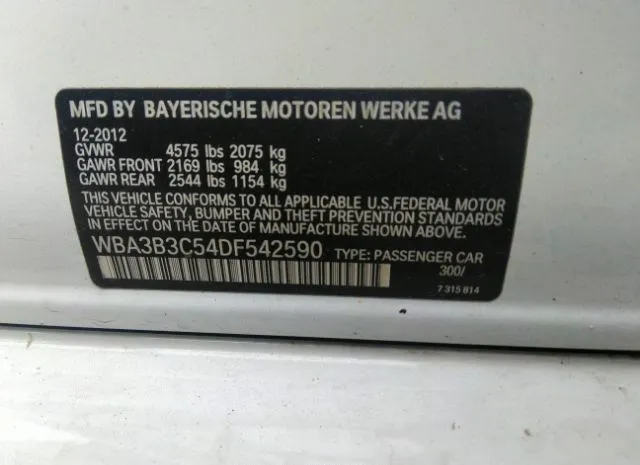 MFD BY BAYERISCHE MOTOREN WERKE AG
12-2012
GVWR 4575 lbs 2075 kg
GAWR FRONT 2169 lbs 984 kg
GAWR REAR 2544 lbs 1154 kg
THIS VEHICLE CONFORMS TO ALL APPLICABLE U.S.FEDERAL MOTOR
VEHICLE SAFETY, BUMPER AND THEFT PREVENTION STANDARDS
IN EFFECT ON THE DATE OF MANUFACTURE SHOWN ABOVE.
WBA3B3C54DF542590 TYPE: PASSENGER CAR
300/
7 315 814